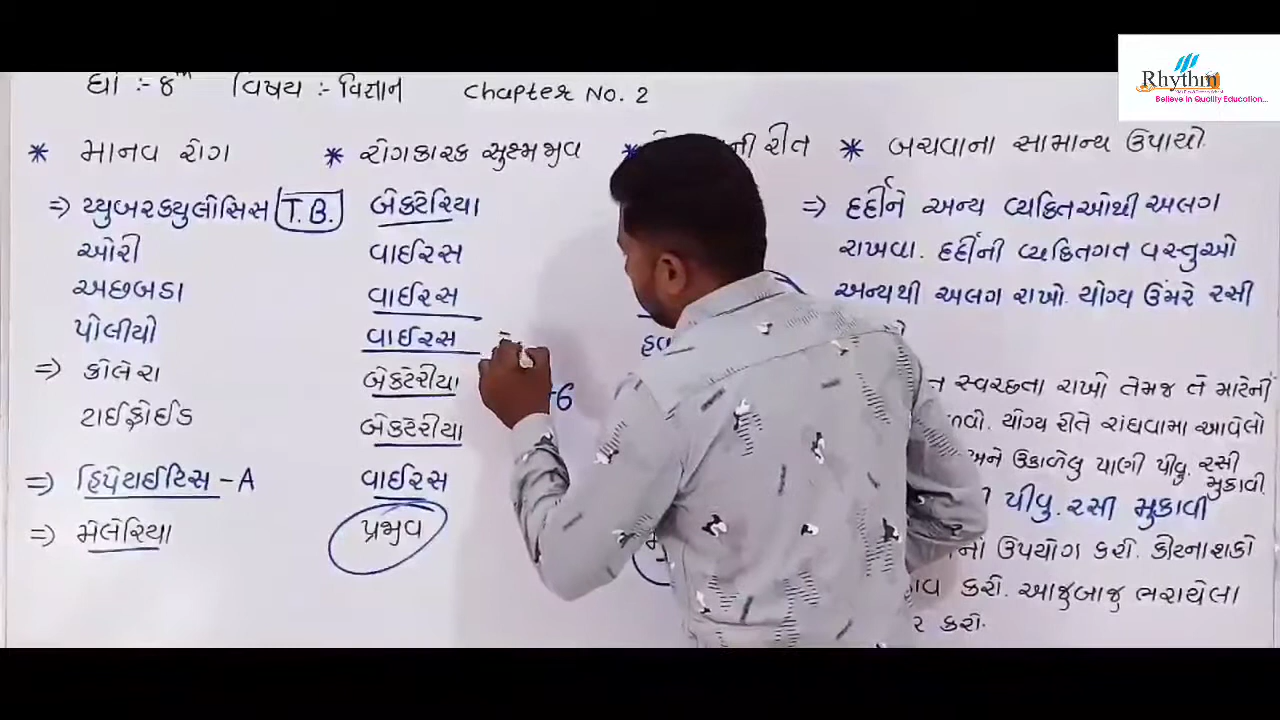 ધો :- 8th વિષય :- વિજ્ઞાન Chapter No. 2
Rhythm
Believe in Quality Education...
* માનવ રોગ * રોગકારક સુક્ષ્મજીવ * ની રીત * બચવાના સામાન્ય ઉપાયો.
⇒ ટ્યુબરક્યુલોસિસ T.B. બેક્ટેરિયા ⇒ દર્દીને અન્ય વ્યક્તિઓથી અલગ
ઓરી વાઈરસ રાખવા. દર્દીની વ્યક્તિગત વસ્તુઓ
અછબડા વાઈરસ અન્યથી અલગ રાખો. યોગ્ય ઉંમરે રસી
પોલીયો વાઈરસ
⇒ કોલેરા બેક્ટેરીયા સ્વચ્છતા રાખો તેમજ તે માટેની
ટાઈફોઈડ બેક્ટેરીયા યોગ્ય રીતે રાંધવામા આવેલો
અને ઉકાળેલુ પાણી પીવુ. રસી મુકાવી.
⇒ હિપેટાઈટિસ - A વાઈરસ પીવુ. રસી મુકાવી
⇒ મેલેરિયા પ્રજીવ ઉપયોગ કરો. કીટનાશકો
કરો. આજુબાજુ ભરાયેલા
કરો.